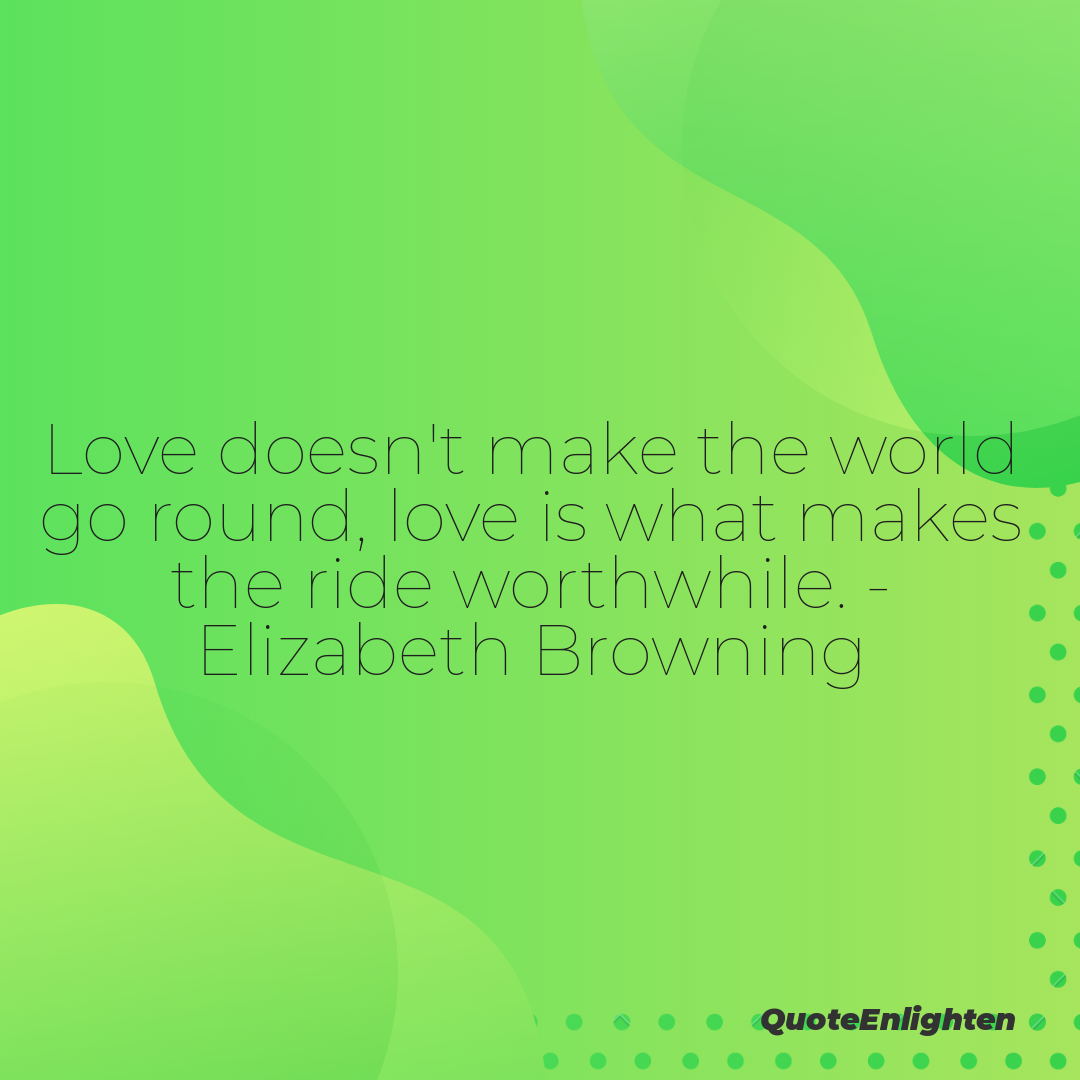 Love doesn't make the world
go round, love is what makes
the ride worthwhile. -
Elizabeth Browning
QuoteEnlighten